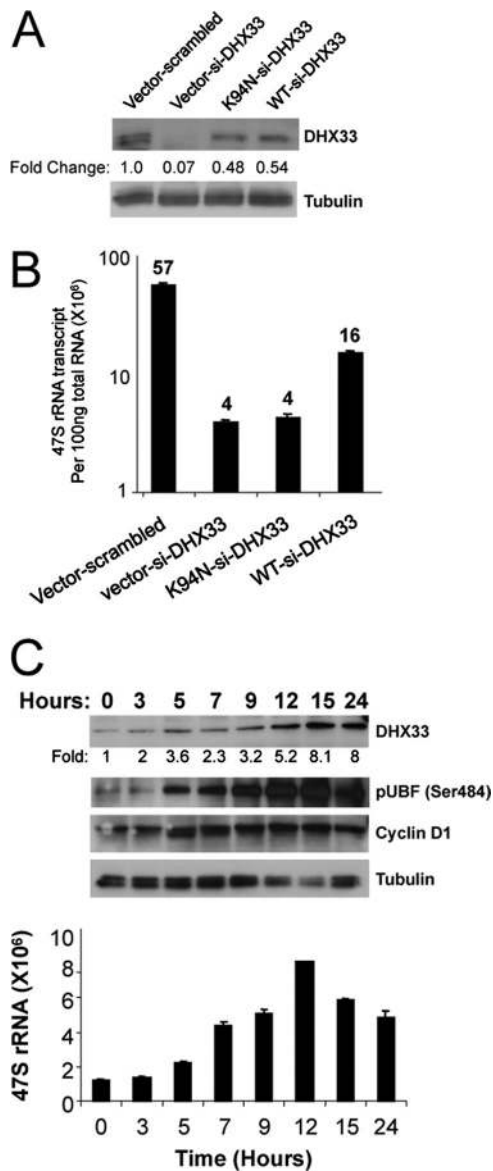 A
Vector-scrambled
Vector-si-DHX33
K94N-si-DHX33
WT-si-DHX33
DHX33
Fold Change: 1.0 0.07 0.48 0.54
Tubulin
B
47S rRNA transcript
Per 100ng total RNA (X10⁶)
100
10
1
57
4
4
16
Vector-scrambled
vector-si-DHX33
K94N-si-DHX33
WT-si-DHX33
C
Hours: 0 3 5 7 9 12 15 24
DHX33
Fold: 1 2 3.6 2.3 3.2 5.2 8.1 8
pUBF (Ser484)
Cyclin D1
Tubulin
47S rRNA (X10⁶)
10
8
6
4
2
0
0 3 5 7 9 12 15 24
Time (Hours)